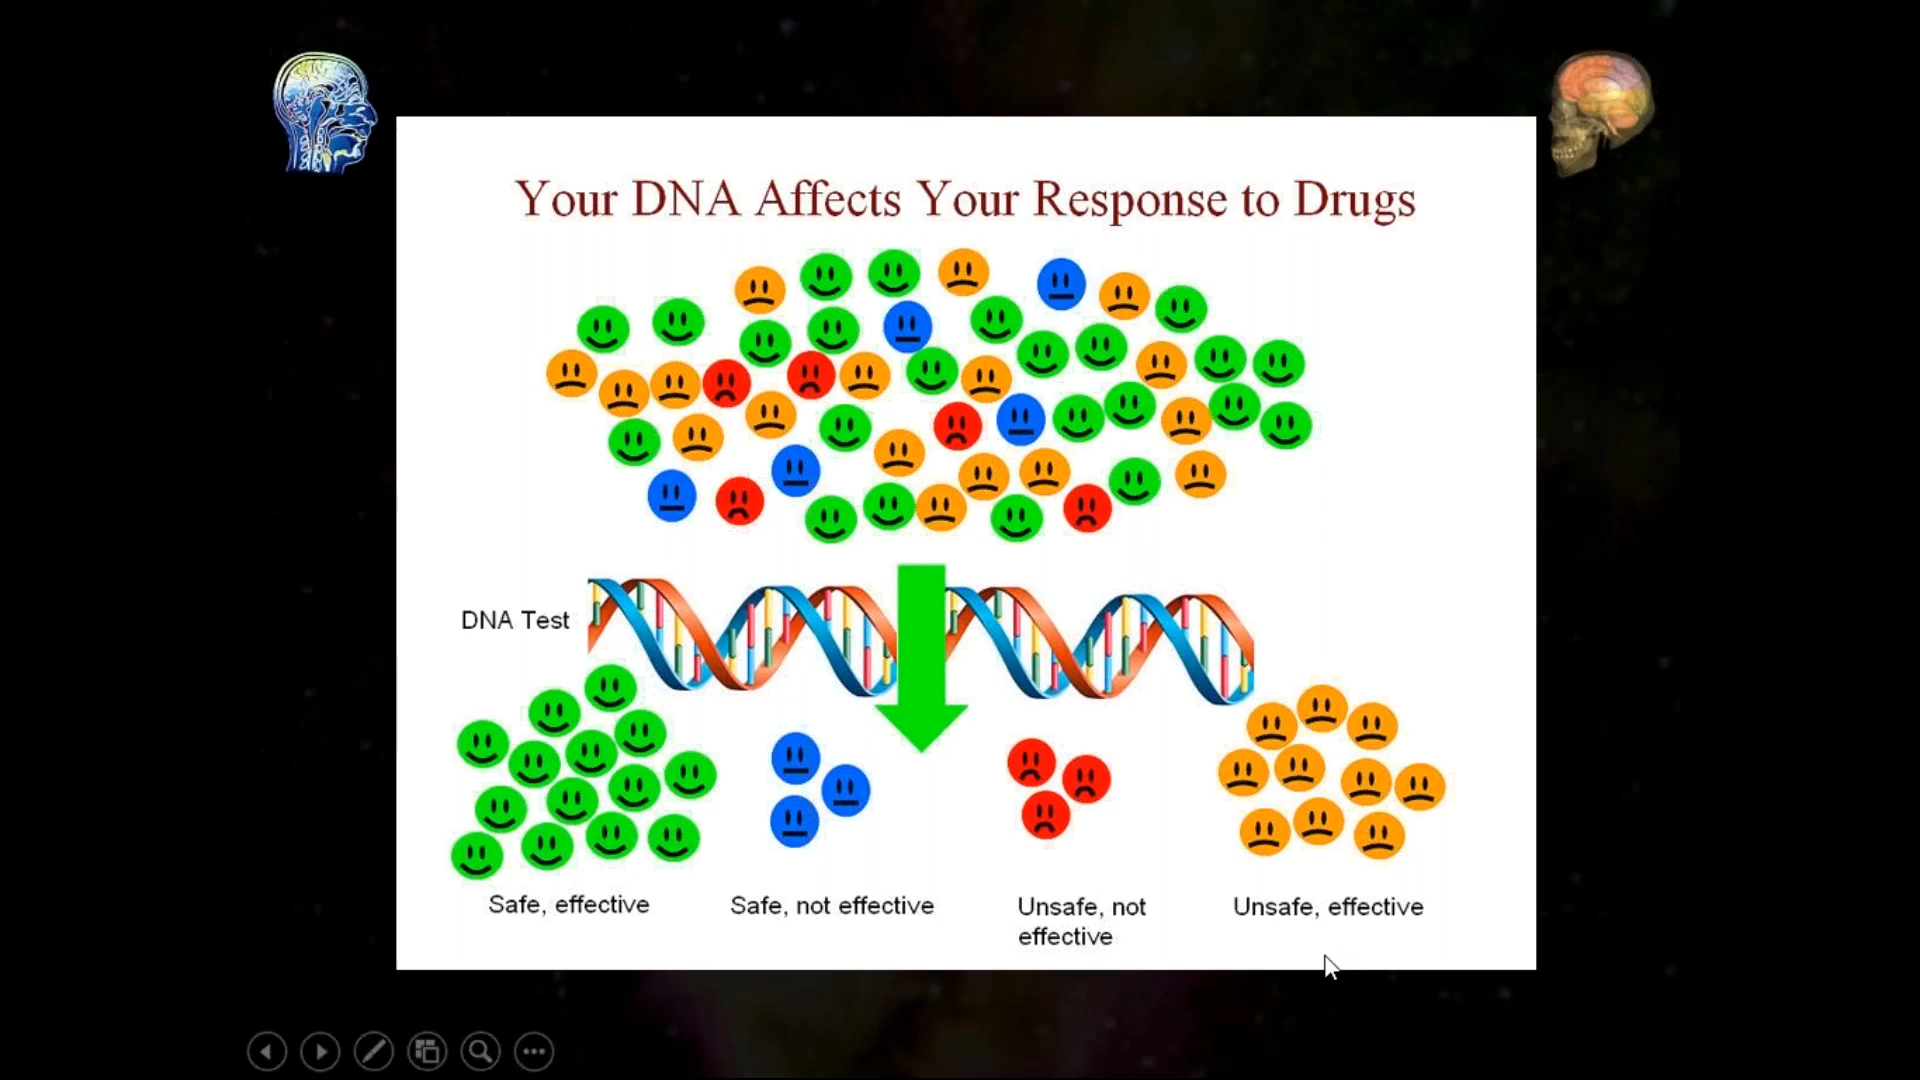 Your DNA Affects Your Response to Drugs
DNA Test
Safe, effective
Safe, not effective
Unsafe, not
effective
Unsafe, effective